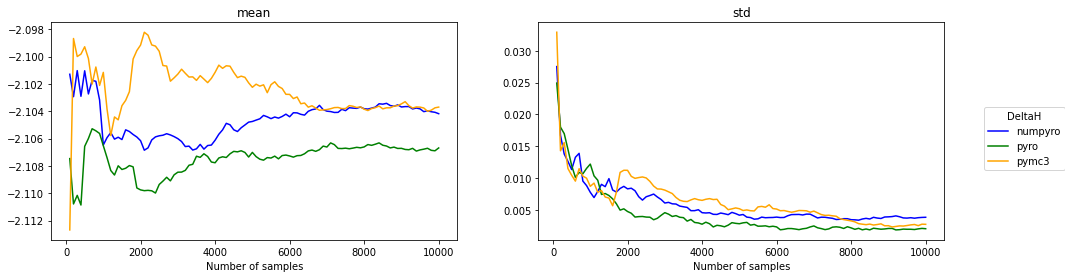 mean
−2.098
−2.100
−2.102
−2.104
−2.106
−2.108
−2.110
−2.112
0 2000 4000 6000 8000 10000
Number of samples
std
0.030
0.025
0.020
0.015
0.010
0.005
0 2000 4000 6000 8000 10000
Number of samples
DeltaH
numpyro
pyro
pymc3